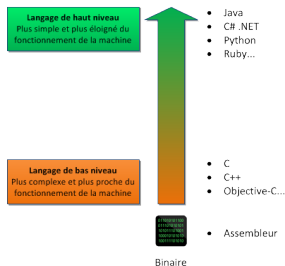 Langage de haut niveau
Plus simple et plus éloigné du
fonctionnement de la machine
Java
C# .NET
Python
Ruby...
Langage de bas niveau
Plus complexe et plus proche du
fonctionnement de la machine
C
C++
Objective-C...
Assembleur
Binaire